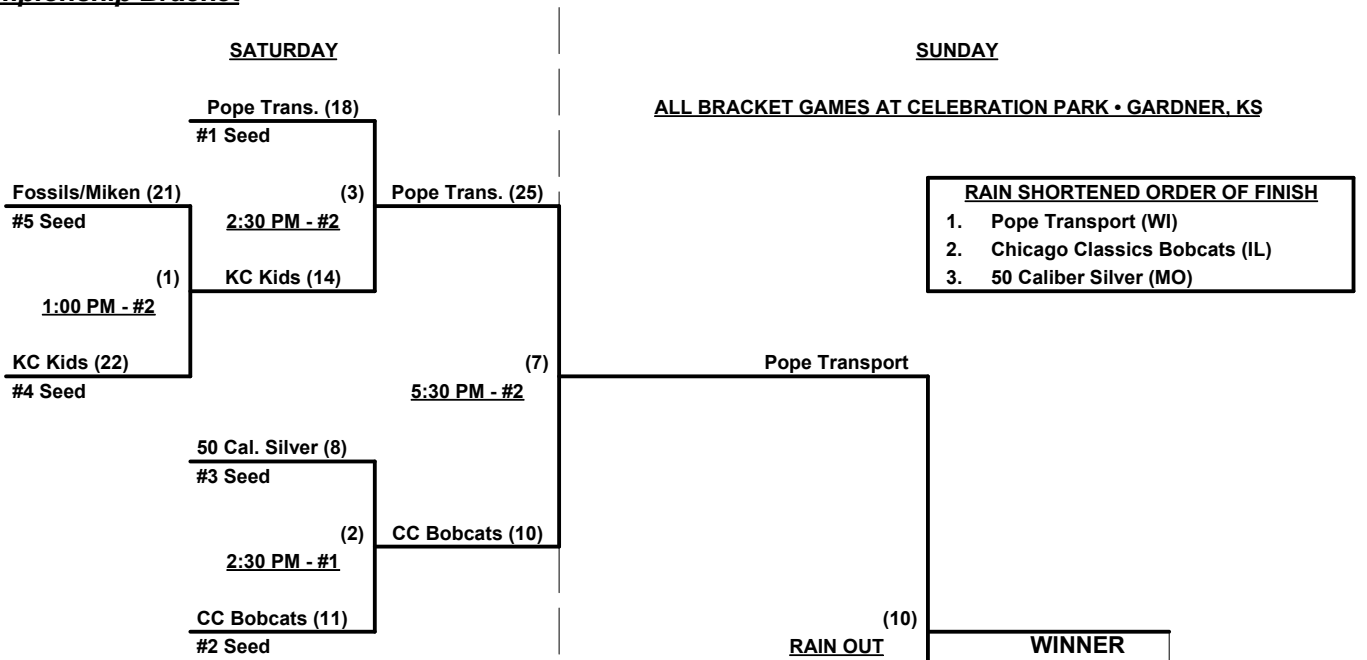 SATURDAY
SUNDAY
Pope Trans. (18)
ALL BRACKET GAMES AT CELEBRATION PARK • GARDNER, KS
#1 Seed
Fossils/Miken (21)
(3)
Pope Trans. (25)
RAIN SHORTENED ORDER OF FINISH
#5 Seed
2:30 PM - #2
1. Pope Transport (WI)
2. Chicago Classics Bobcats (IL)
(1)
KC Kids (14)
3. 50 Caliber Silver (MO)
1:00 PM - #2
KC Kids (22)
(7)
Pope Transport
#4 Seed
5:30 PM - #2
50 Cal. Silver (8)
#3 Seed
(2)
CC Bobcats (10)
2:30 PM - #1
CC Bobcats (11)
(10)
#2 Seed
RAIN OUT
WINNER